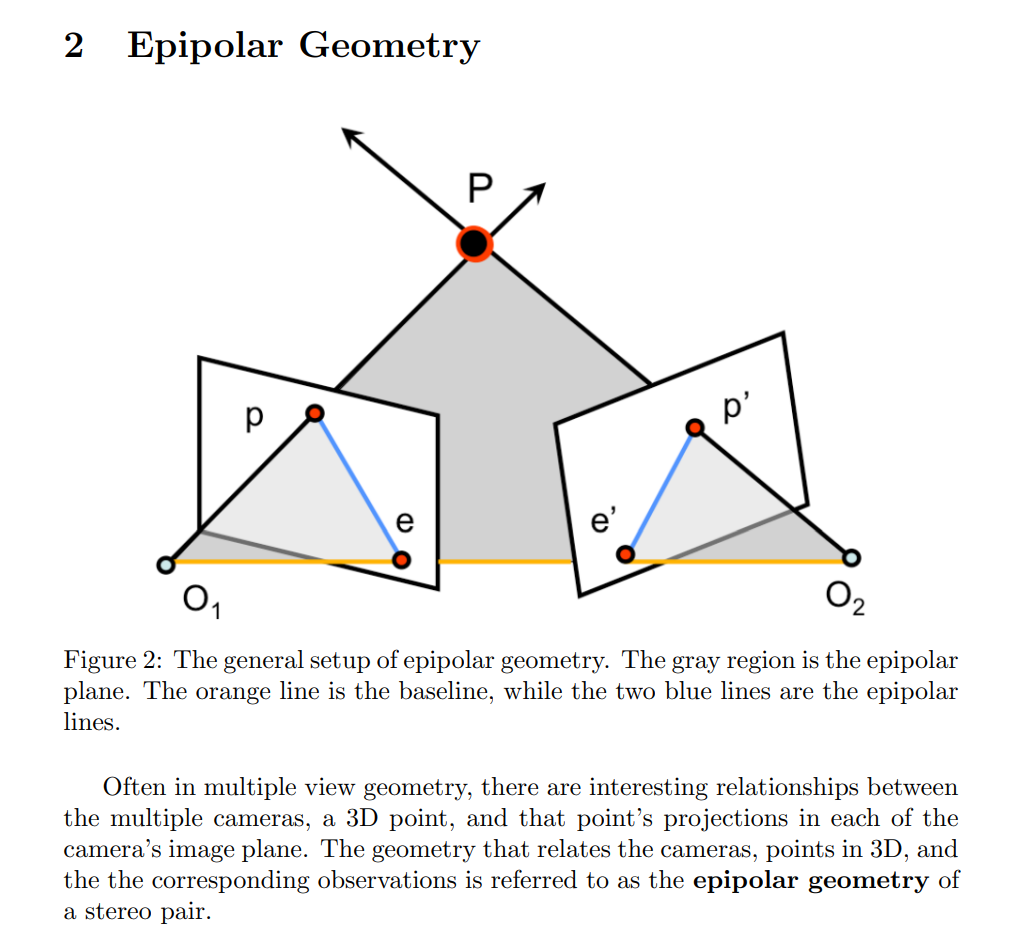 2 Epipolar Geometry
P
p
p’
e
e’
O1
O2
Figure 2: The general setup of epipolar geometry. The gray region is the epipolar
plane. The orange line is the baseline, while the two blue lines are the epipolar
lines.
Often in multiple view geometry, there are interesting relationships between
the multiple cameras, a 3D point, and that point’s projections in each of the
camera’s image plane. The geometry that relates the cameras, points in 3D, and
the the corresponding observations is referred to as the epipolar geometry of
a stereo pair.